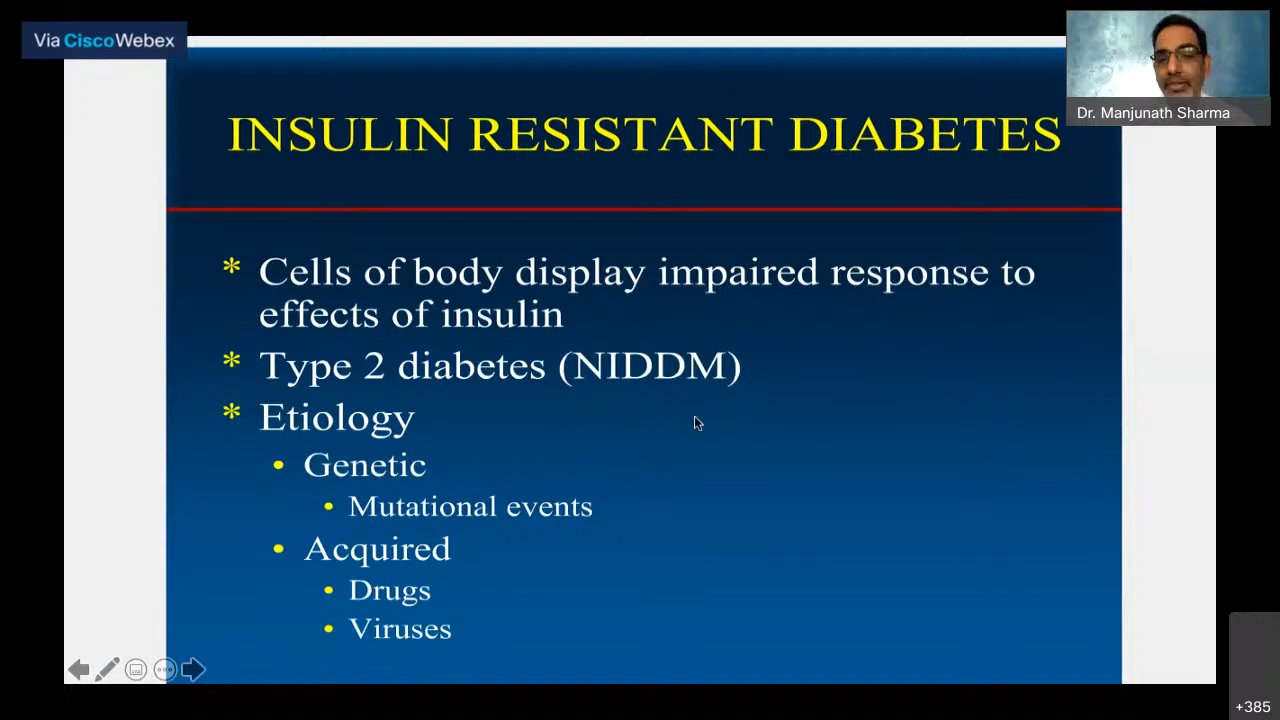 Via CiscoWebex
Dr. Manjunath Sharma
INSULIN RESISTANT DIABETES
* Cells of body display impaired response to
effects of insulin
* Type 2 diabetes (NIDDM)
* Etiology
• Genetic
• Mutational events
• Acquired
• Drugs
• Viruses
+385